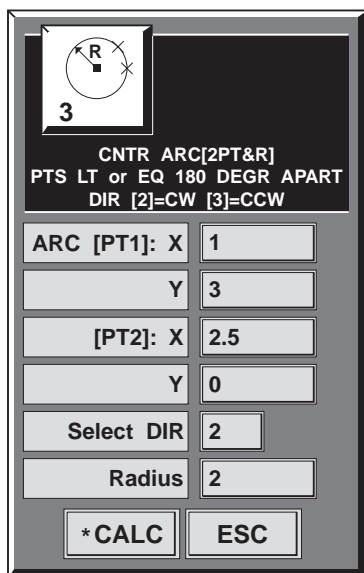 R
3
CNTR ARC[2PT&R]
PTS LT or EQ 180 DEGR APART
DIR [2]=CW [3]=CCW
ARC [PT1]: X 1
Y 3
[PT2]: X 2.5
Y 0
Select DIR 2
Radius 2
*CALC ESC